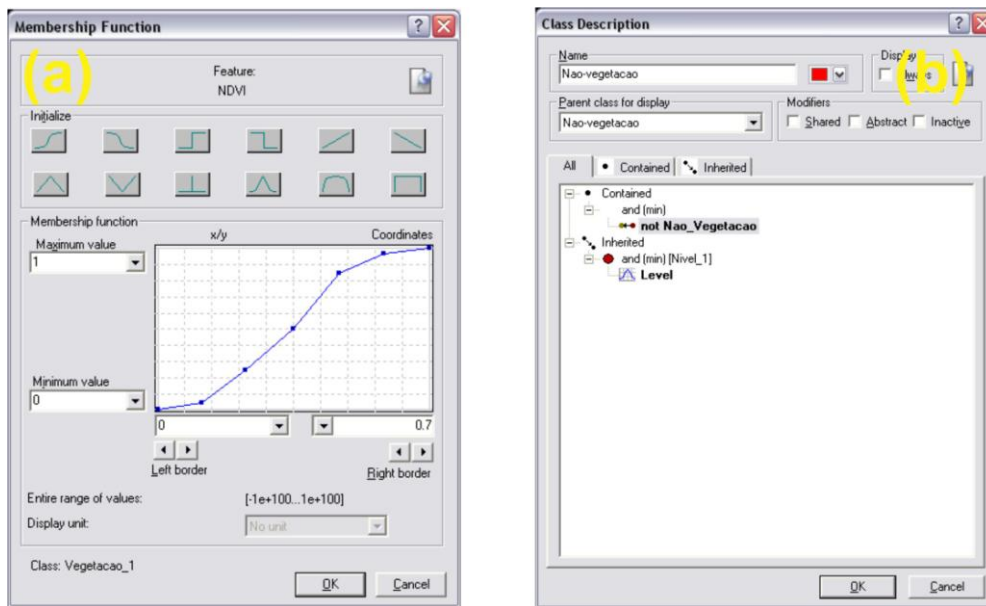 Membership Function
(a)
Feature:
NDVI
Initialize
Membership function
Maximum value
x/y
Coordinates
1
Minimum value
0
0
0.7
Left border
Right border
Entire range of values:
[-1e+100...1e+100]
Display unit:
No unit
Class: Vegetacao_1
OK
Cancel
Class Description
(b)
Name
Nao-vegetacao
Display
Always
Parent class for display
Nao-vegetacao
Modifiers
Shared
Abstract
Inactive
All
Contained
Inherited
Contained
and (min)
not Nao_Vegetacao
Inherited
and (min) [Nivel_1]
Level
OK
Cancel